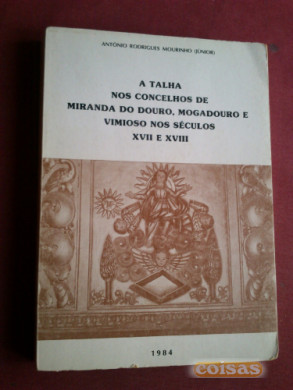 ANTÓNIO RODRIGUES MOURINHO (JÚNIOR)
A TALHA
NOS CONCELHOS DE
MIRANDA DO DOURO, MOGADOURO E
VIMIOSO NOS SÉCULOS
XVII E XVIII
1984
coisas